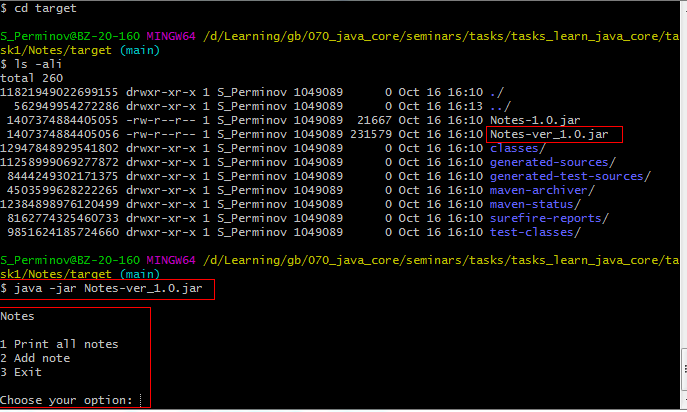 $ cd target
S_Perminov@BZ-20-160 MINGW64 /d/Learning/gb/070_java_core/seminars/tasks/tasks_learn_java_core/ta
sk1/Notes/target (main)
$ ls -ali
total 260
11821949022699155 drwxr-xr-x 1 S_Perminov 1049089 0 Oct 16 16:10 ./
562949954272286 drwxr-xr-x 1 S_Perminov 1049089 0 Oct 16 16:13 ../
1407374884405055 -rw-r--r-- 1 S_Perminov 1049089 21667 Oct 16 16:10 Notes-1.0.jar
1407374884405056 -rw-r--r-- 1 S_Perminov 1049089 231579 Oct 16 16:10 Notes-ver_1.0.jar
12947848929541802 drwxr-xr-x 1 S_Perminov 1049089 0 Oct 16 16:10 classes/
11258999069277872 drwxr-xr-x 1 S_Perminov 1049089 0 Oct 16 16:10 generated-sources/
8444249302171375 drwxr-xr-x 1 S_Perminov 1049089 0 Oct 16 16:10 generated-test-sources/
4503599628222265 drwxr-xr-x 1 S_Perminov 1049089 0 Oct 16 16:10 maven-archiver/
12384898976120499 drwxr-xr-x 1 S_Perminov 1049089 0 Oct 16 16:10 maven-status/
8162774325460733 drwxr-xr-x 1 S_Perminov 1049089 0 Oct 16 16:10 surefire-reports/
9851624185724660 drwxr-xr-x 1 S_Perminov 1049089 0 Oct 16 16:10 test-classes/
S_Perminov@BZ-20-160 MINGW64 /d/Learning/gb/070_java_core/seminars/tasks/tasks_learn_java_core/ta
sk1/Notes/target (main)
$ java -jar Notes-ver_1.0.jar
Notes
1 Print all notes
2 Add note
3 Exit
Choose your option: